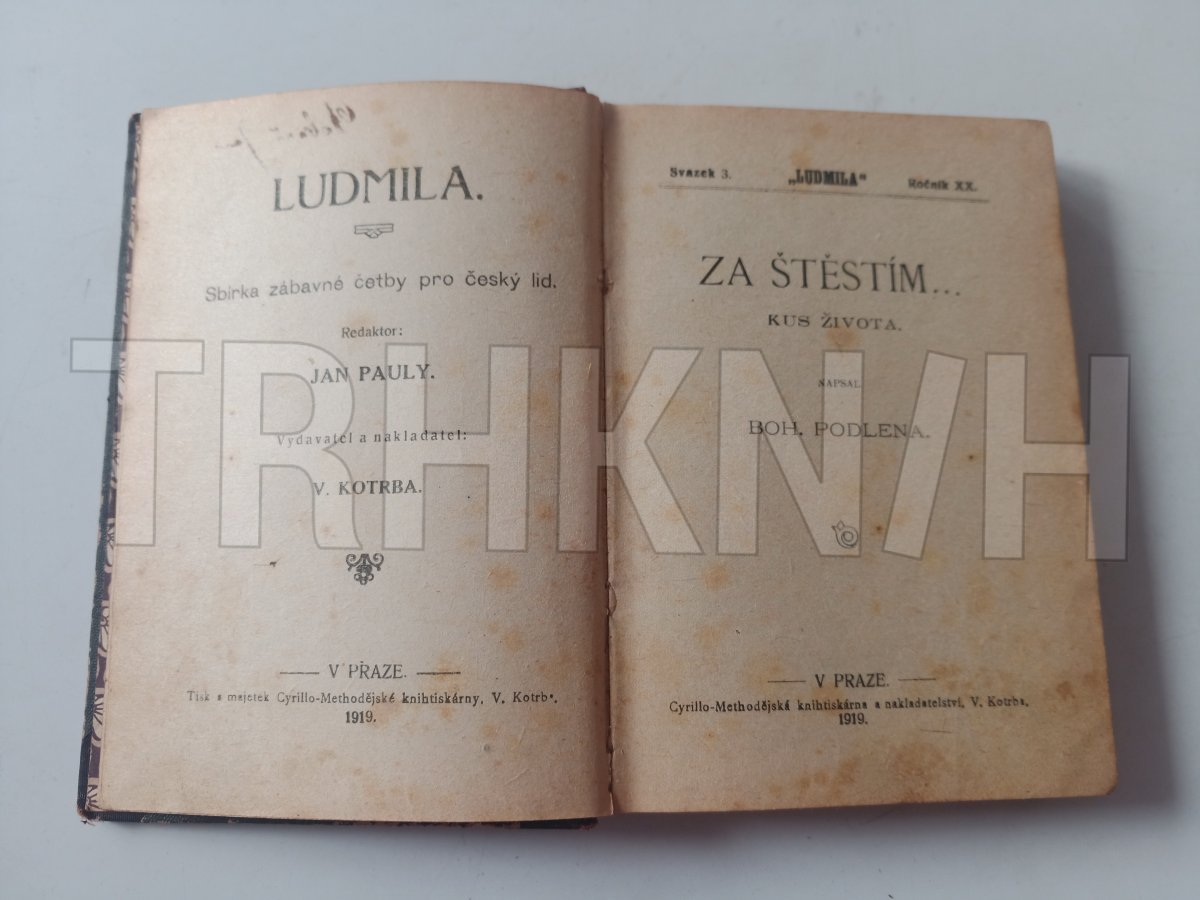 LUDMILA.
Sbírka zábavné četby pro český lid.
Redaktor:
JAN PAULY.
Vydavatel a nakladatel:
V. KOTRBA.
V PRAZE.
Tisk a majetek Cyrillo-Methodějské knihtiskárny, V. Kotrba.
1919.
Svazek 3. „LUDMILA“ Ročník XX.
ZA ŠTĚSTÍM...
KUS ŽIVOTA.
NAPSAL
BOH. PODLENA.
V PRAZE.
Cyrillo-Methodějská knihtiskárna a nakladatelství, V. Kotrba.
1919.
TRHKN/H